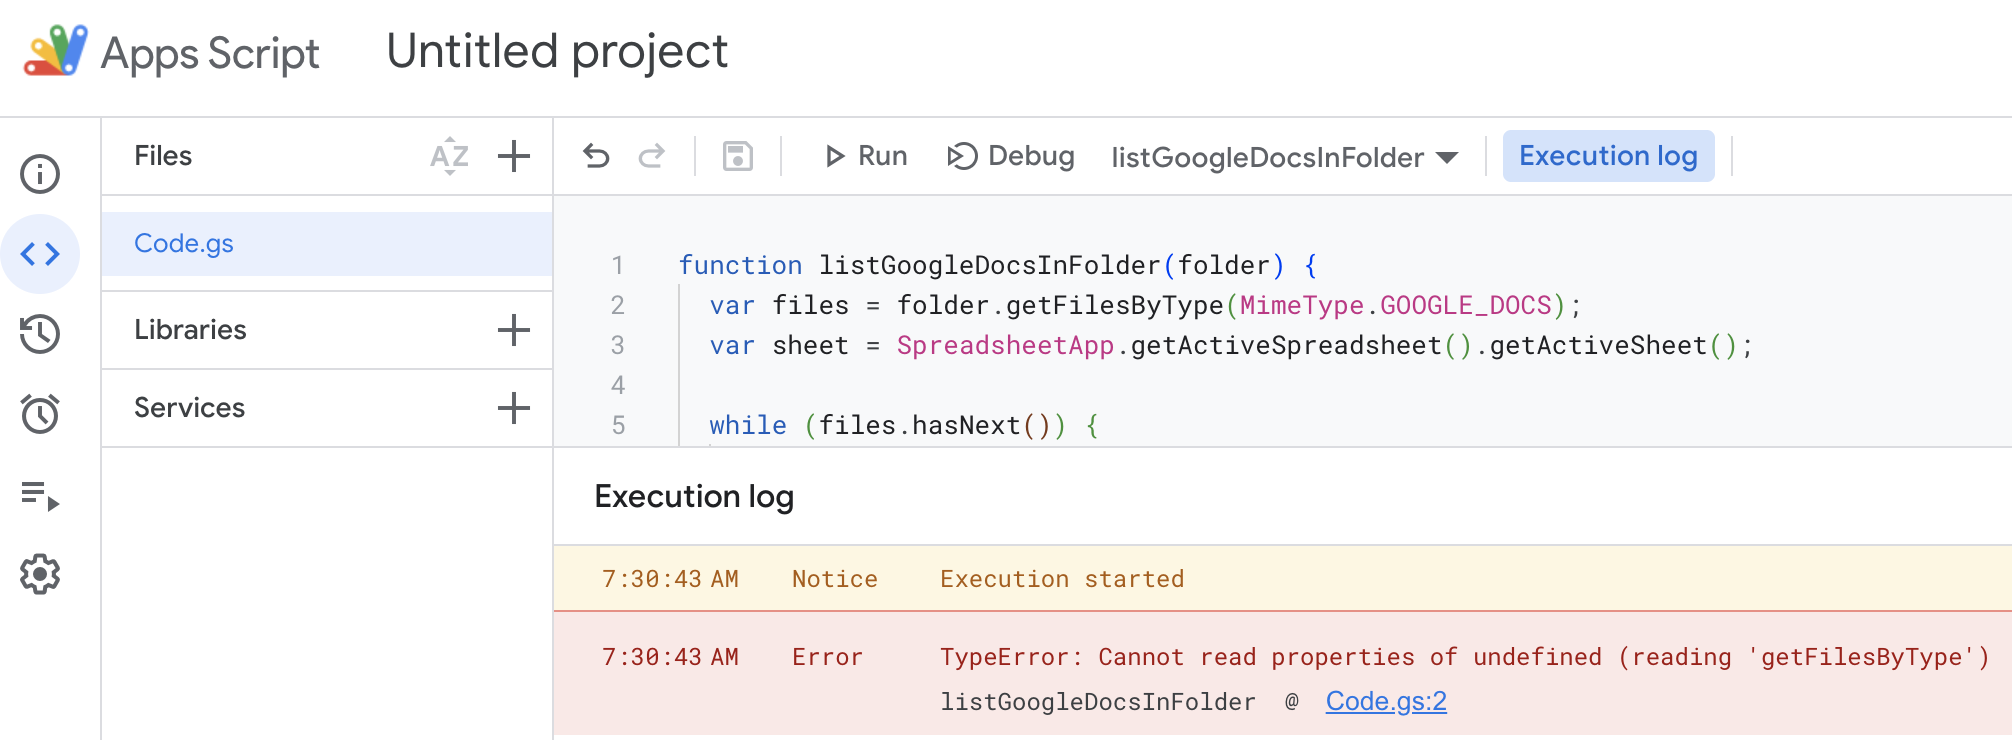 Apps Script Untitled project
Files AZ
Code.gs
Libraries
Services
Run Debug listGoogleDocsInFolder Execution log
1 function listGoogleDocsInFolder(folder) {
2 var files = folder.getFilesByType(MimeType.GOOGLE_DOCS);
3 var sheet = SpreadsheetApp.getActiveSpreadsheet().getActiveSheet();
4
5 while (files.hasNext()) {
Execution log
7:30:43 AM Notice Execution started
7:30:43 AM Error TypeError: Cannot read properties of undefined (reading 'getFilesByType')
listGoogleDocsInFolder @ Code.gs:2